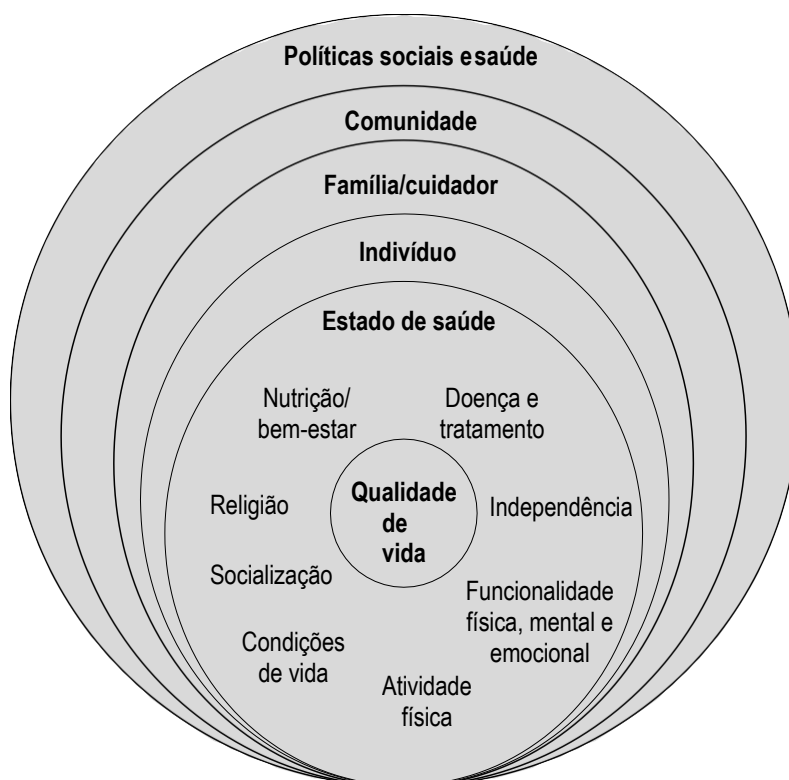 Políticas sociais esaúde
Comunidade
Família/cuidador
Indivíduo
Estado de saúde
Nutrição/
bem-estar
Doença e
tratamento
Qualidade
de
vida
Religião
Independência
Socialização
Funcionalidade
física, mental e
emocional
Condições
de vida
Atividade
física